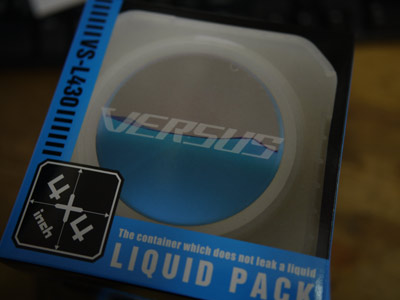 VS-L430
VERSUS
4x4
inch
The container which does not leak a liquid
LIQUID PACK